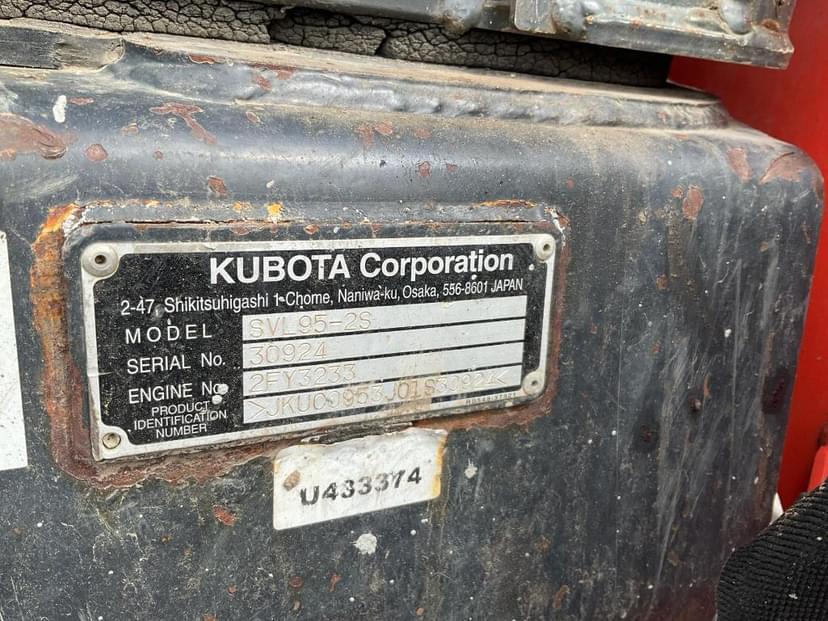 KUBOTA Corporation
2-47, Shikitsuhigashi 1-Chome, Naniwa-ku, Osaka, 556-8601 JAPAN
MODEL SVL95-2S
SERIAL No. 30924
ENGINE No. 2FY3233
PRODUCT IDENTIFICATION NUMBER >JKUC0953J01S30924<
U433374